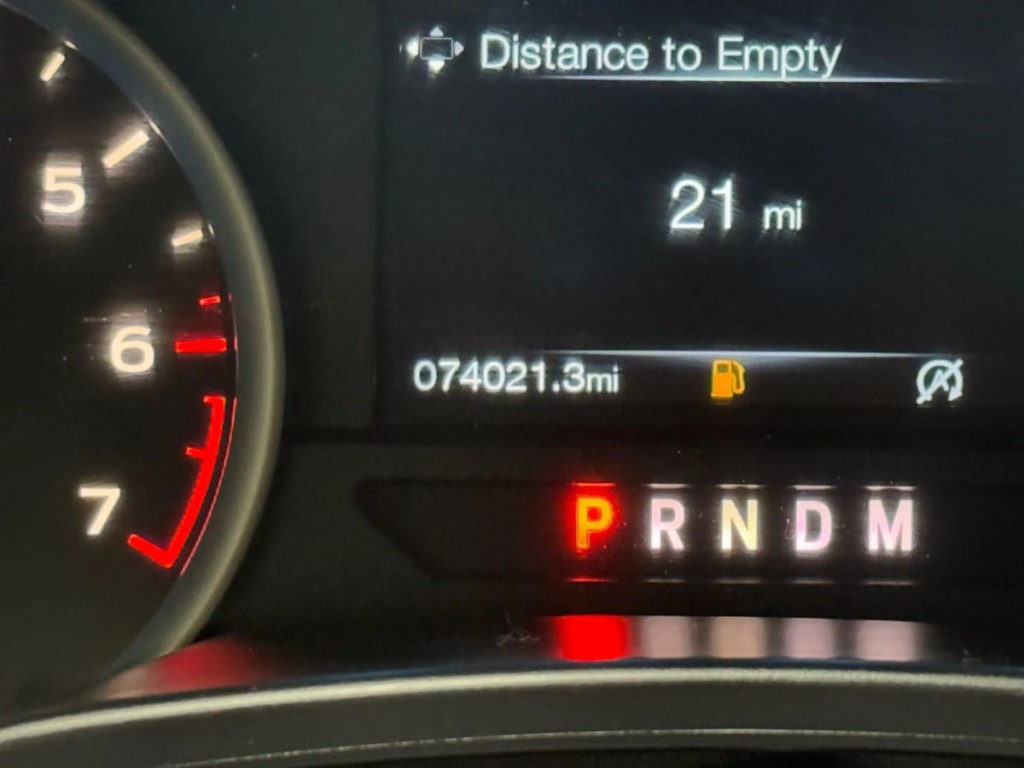 Distance to Empty
5
21 mi
6
074021.3mi
7
P R N D M